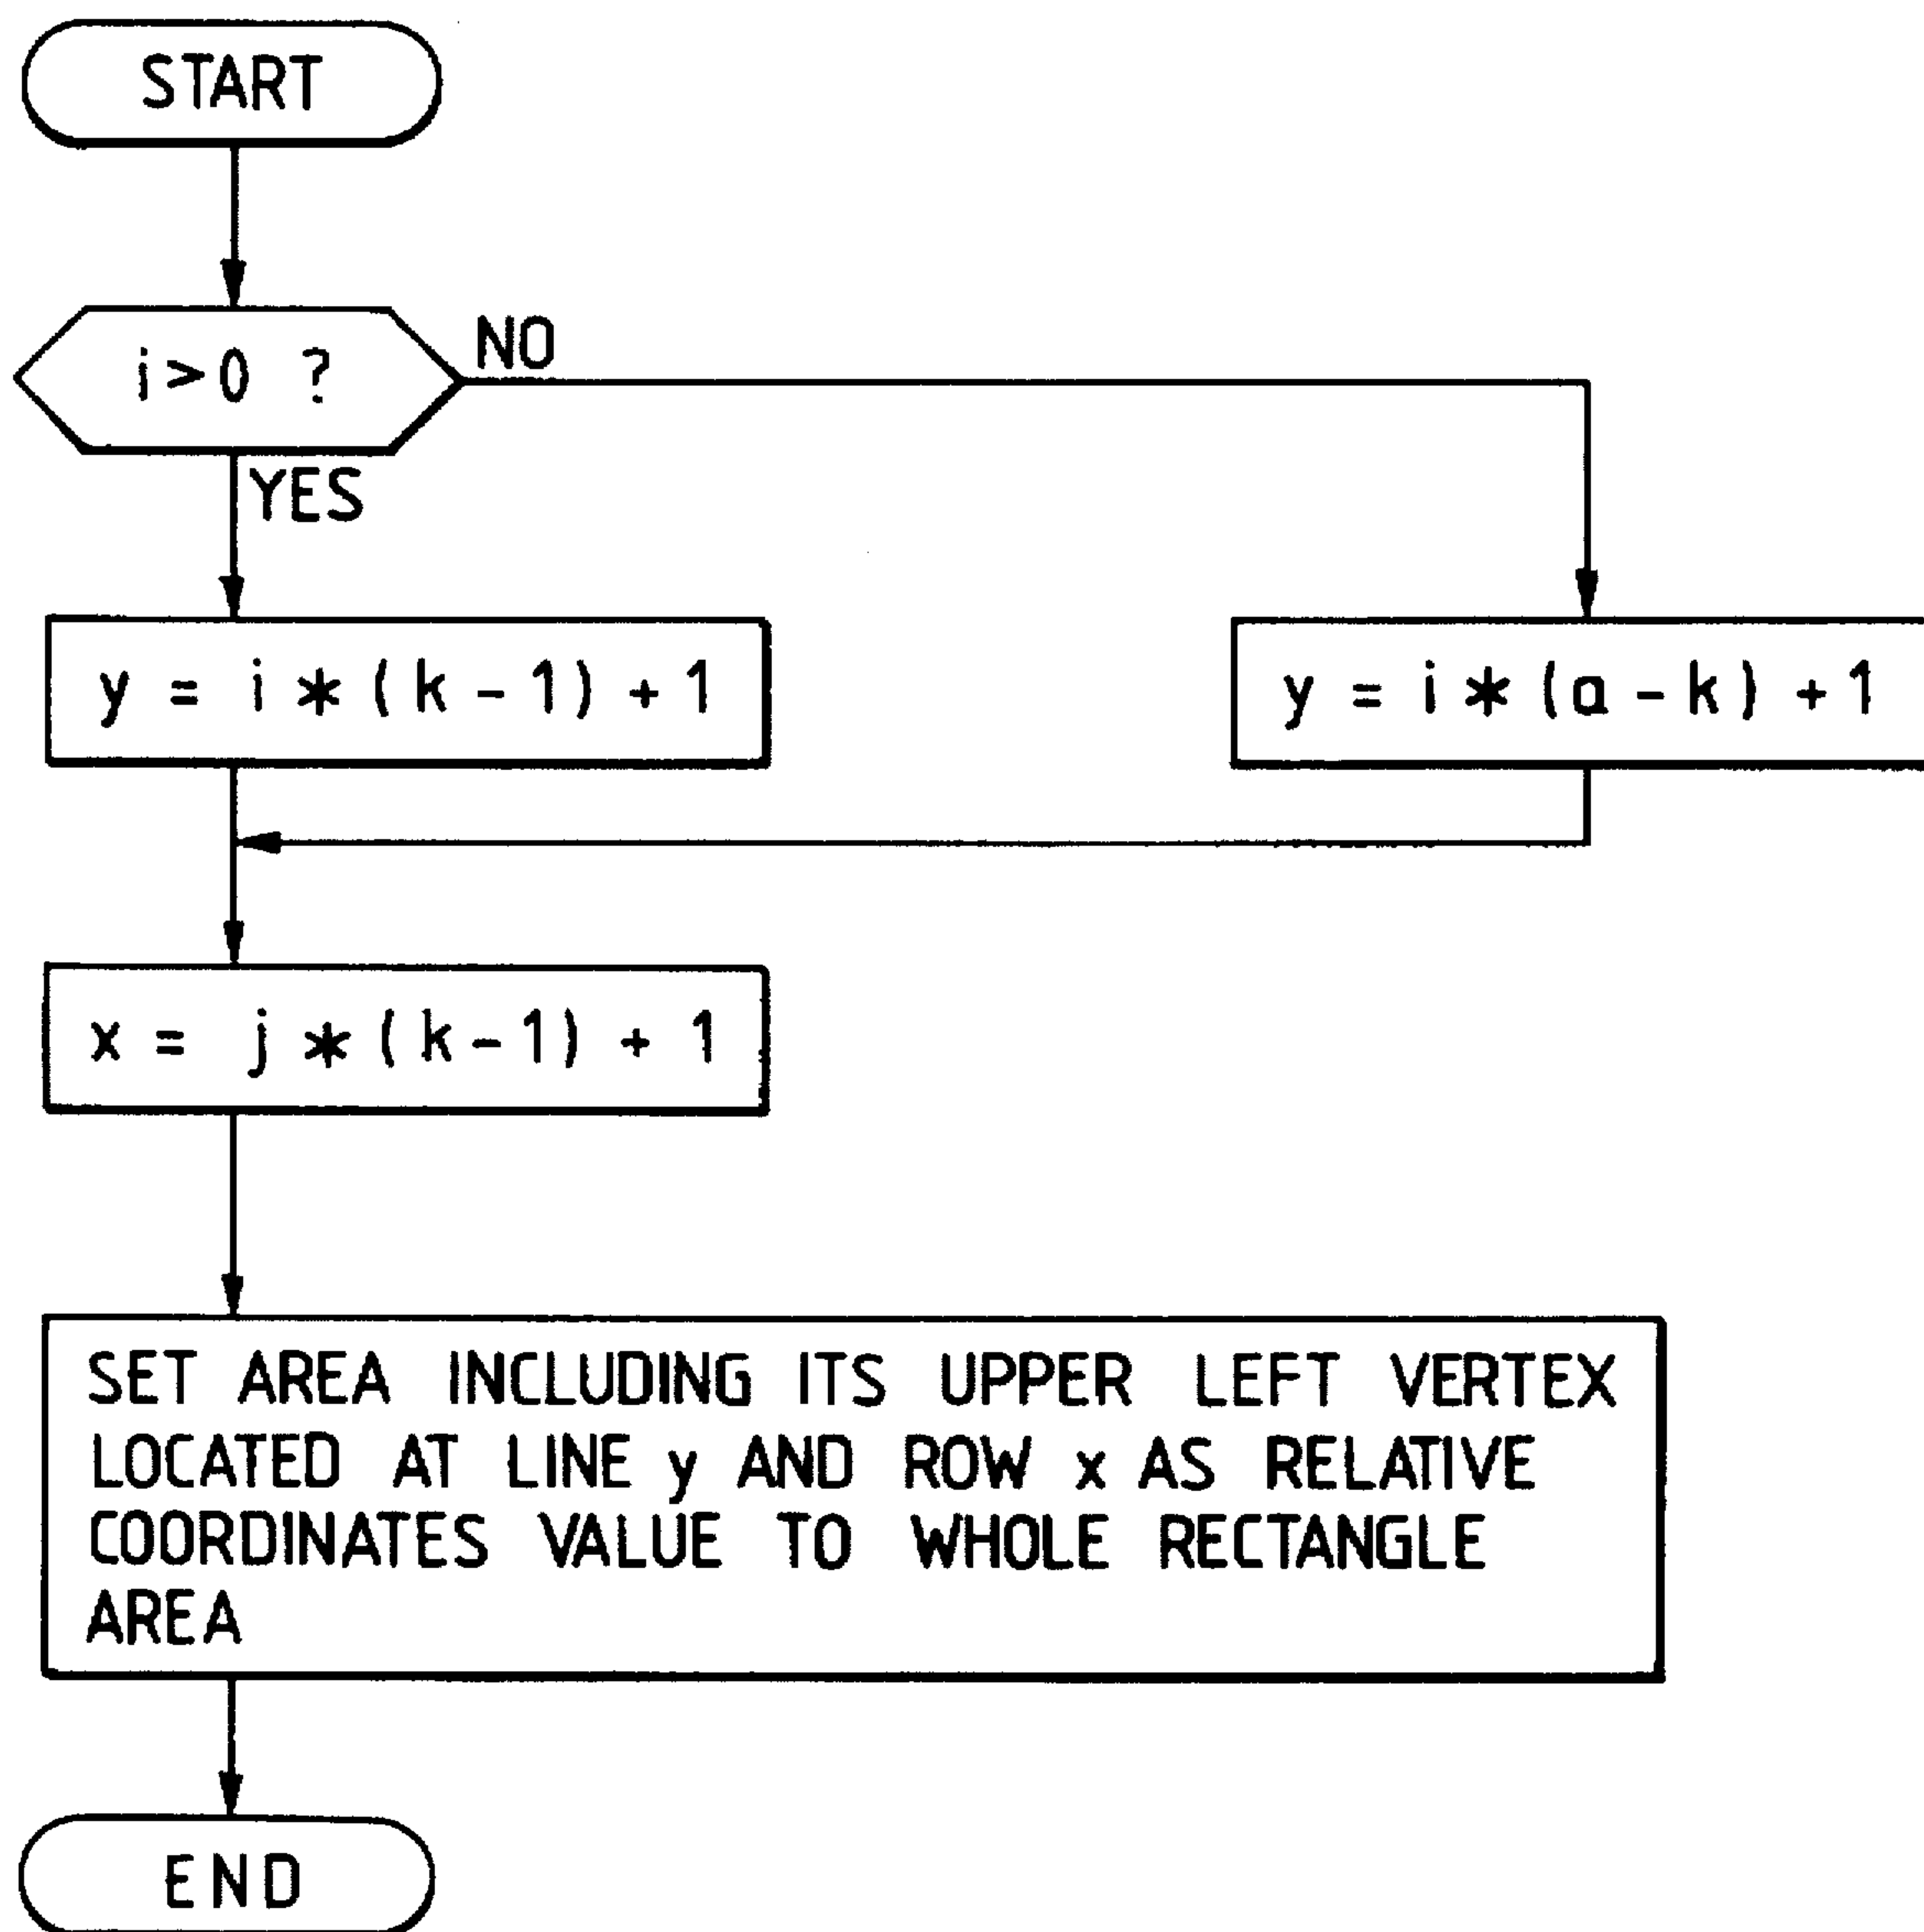 START
i>0 ?
NO
YES
y = i * (k - 1) + 1
y = i * (a - k) + 1
x = j * (k - 1) + 1
SET AREA INCLUDING ITS UPPER LEFT VERTEX
LOCATED AT LINE y AND ROW x AS RELATIVE
COORDINATES VALUE TO WHOLE RECTANGLE
AREA
END